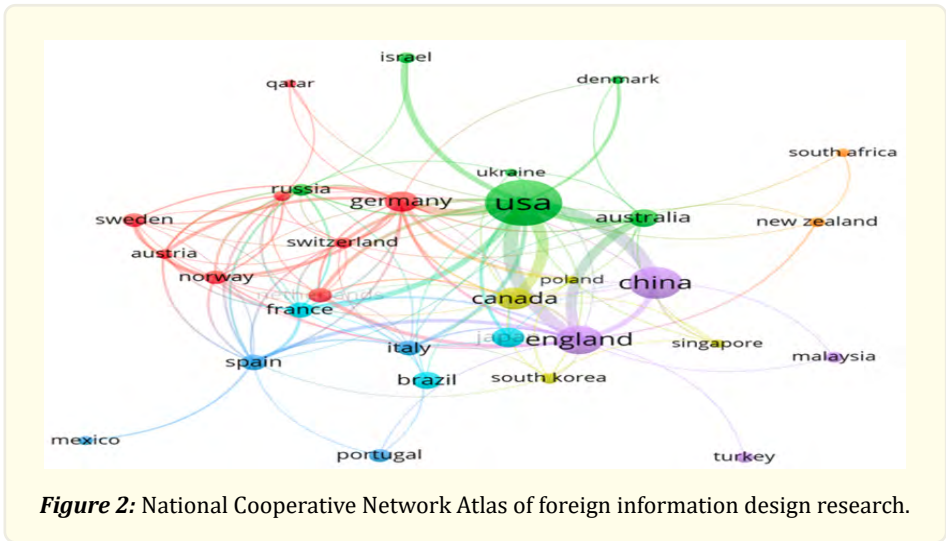 israel
qatar
denmark
south africa
ukraine
russia
germany
usa
sweden
australia
new zealand
switzerland
austria
norway
poland
china
netherlands
canada
france
japan
england
singapore
italy
malaysia
spain
brazil
south korea
mexico
portugal
turkey
Figure 2: National Cooperative Network Atlas of foreign information design research.